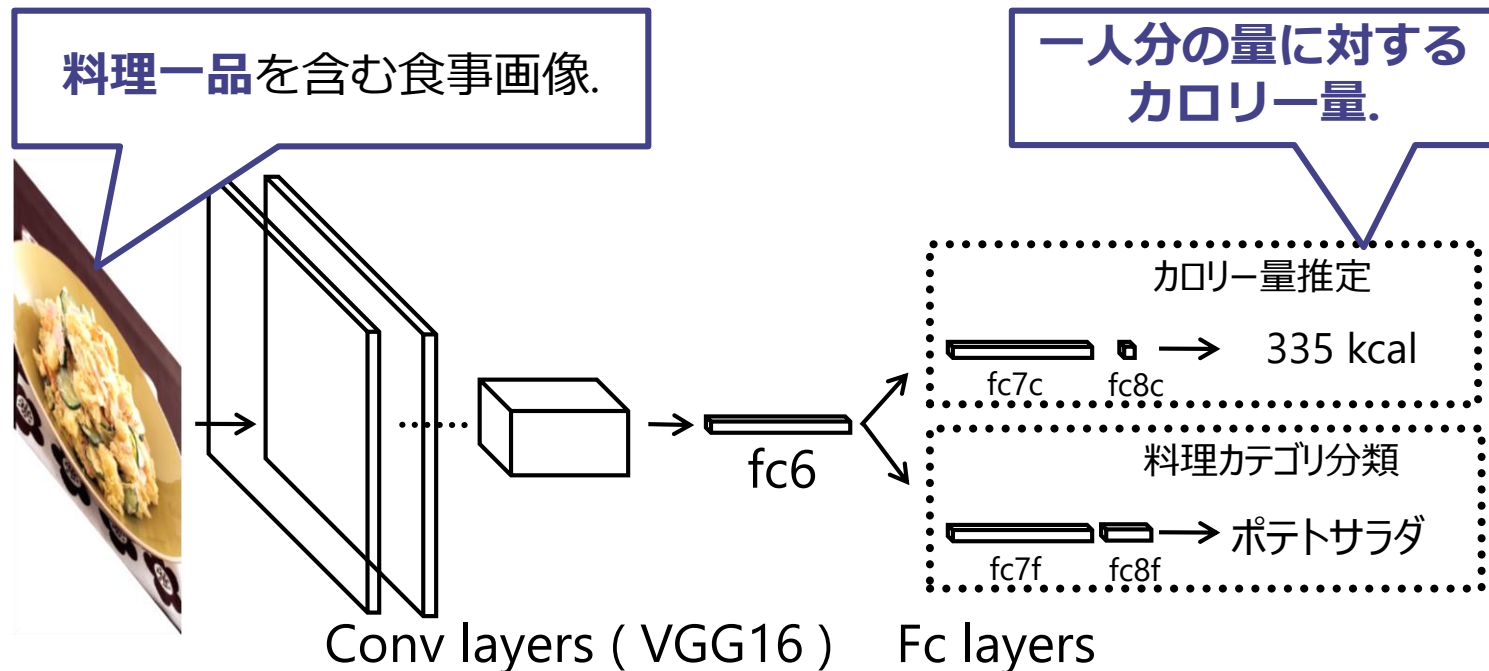 料理一品を含む食事画像.
一人分の量に対する
カロリー量.
カロリー量推定
335 kcal
fc7c
fc8c
fc6
料理カテゴリ分類
ポテトサラダ
fc7f
fc8f
Conv layers ( VGG16 )
Fc layers